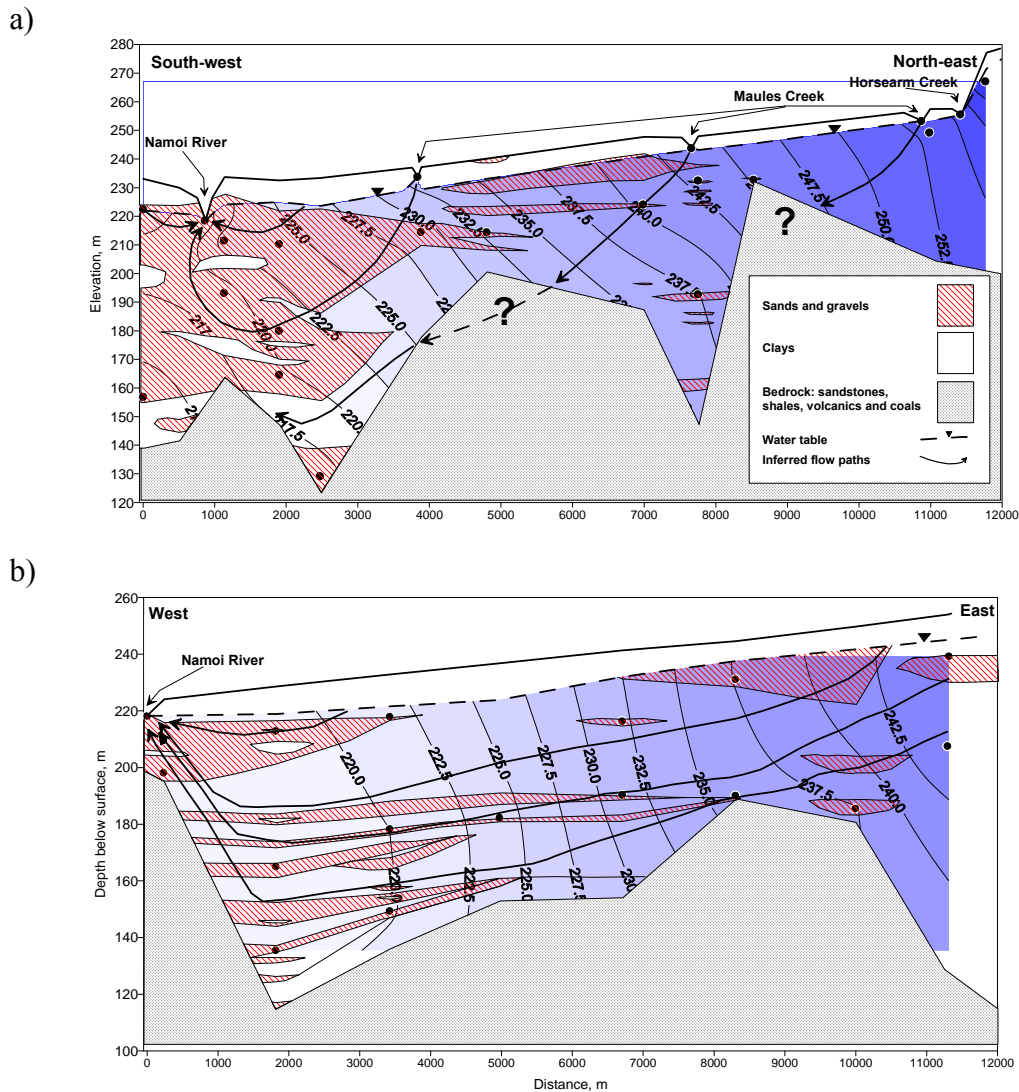 a)
South-west
North-east
Horsearm Creek
Maules Creek
Namoi River
Elevation, m
280
270
260
250
240
230
220
210
200
190
180
170
160
150
140
130
120
225.0
227.5
230.0
232.5
235.0
237.5
240.0
242.5
247.5
250.
252.
237.
220.0
222.5
225.0
220.
217.5
?
?
Sands and gravels
Clays
Bedrock: sandstones,
shales, volcanics and coals
Water table
Inferred flow paths
0 1000 2000 3000 4000 5000 6000 7000 8000 9000 10000 11000 12000
b)
West
East
Namoi River
Depth below surface, m
260
240
220
200
180
160
140
120
100
220.0
222.5
225.0
227.5
230.0
232.5
235.0
237.5
240.0
242.5
220.0
222.5
225.0
227.5
230
0 1000 2000 3000 4000 5000 6000 7000 8000 9000 10000 11000 12000
Distance, m